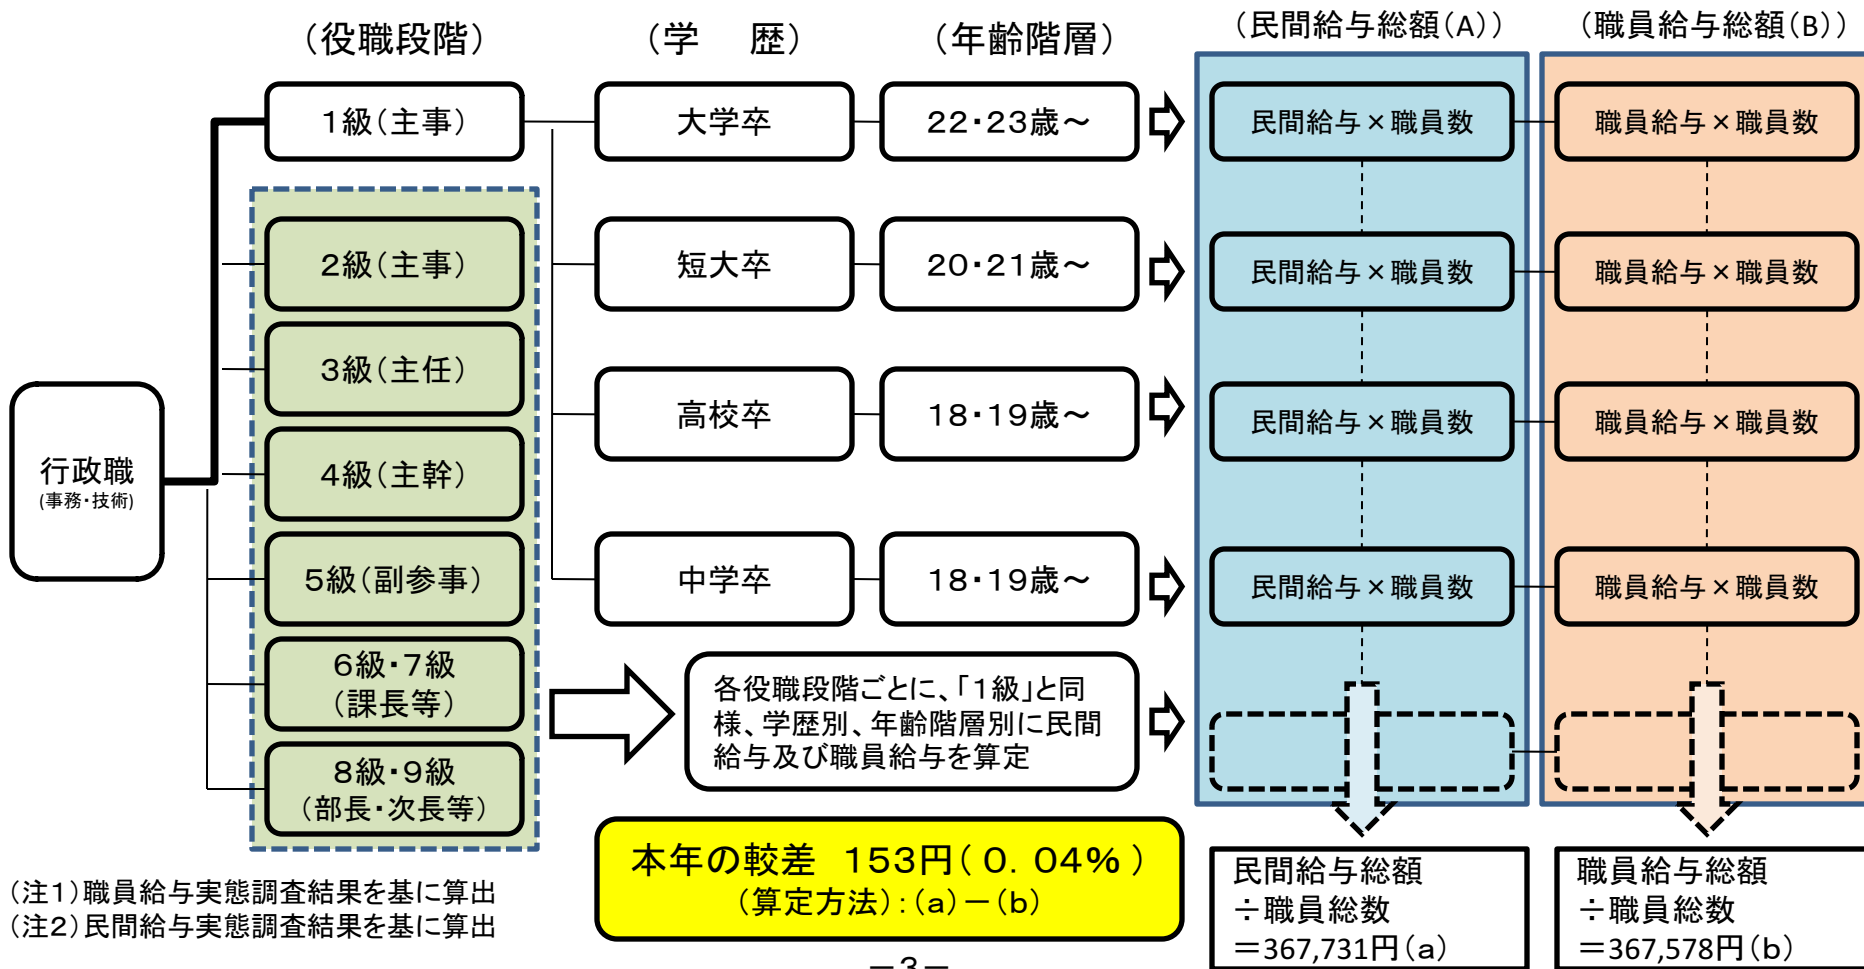 (役職段階)
(学 歴)
(年齢階層)
(民間給与総額(A))
(職員給与総額(B))
1級(主事)
大学卒
22・23歳～
民間給与×職員数
職員給与×職員数
2級(主事)
短大卒
20・21歳～
民間給与×職員数
職員給与×職員数
3級(主任)
高校卒
18・19歳～
民間給与×職員数
職員給与×職員数
行政職
(事務・技術)
4級(主幹)
5級(副参事)
中学卒
18・19歳～
民間給与×職員数
職員給与×職員数
6級・7級
(課長等)
各役職段階ごとに、「1級」と同
様、学歴別、年齢階層別に民間
給与及び職員給与を算定
8級・9級
(部長・次長等)
本年の較差 153円(0.04%)
(算定方法):(a)－(b)
民間給与総額
÷職員総数
＝367,731円(a)
職員給与総額
÷職員総数
＝367,578円(b)
(注1)職員給与実態調査結果を基に算出
(注2)民間給与実態調査結果を基に算出
－3－